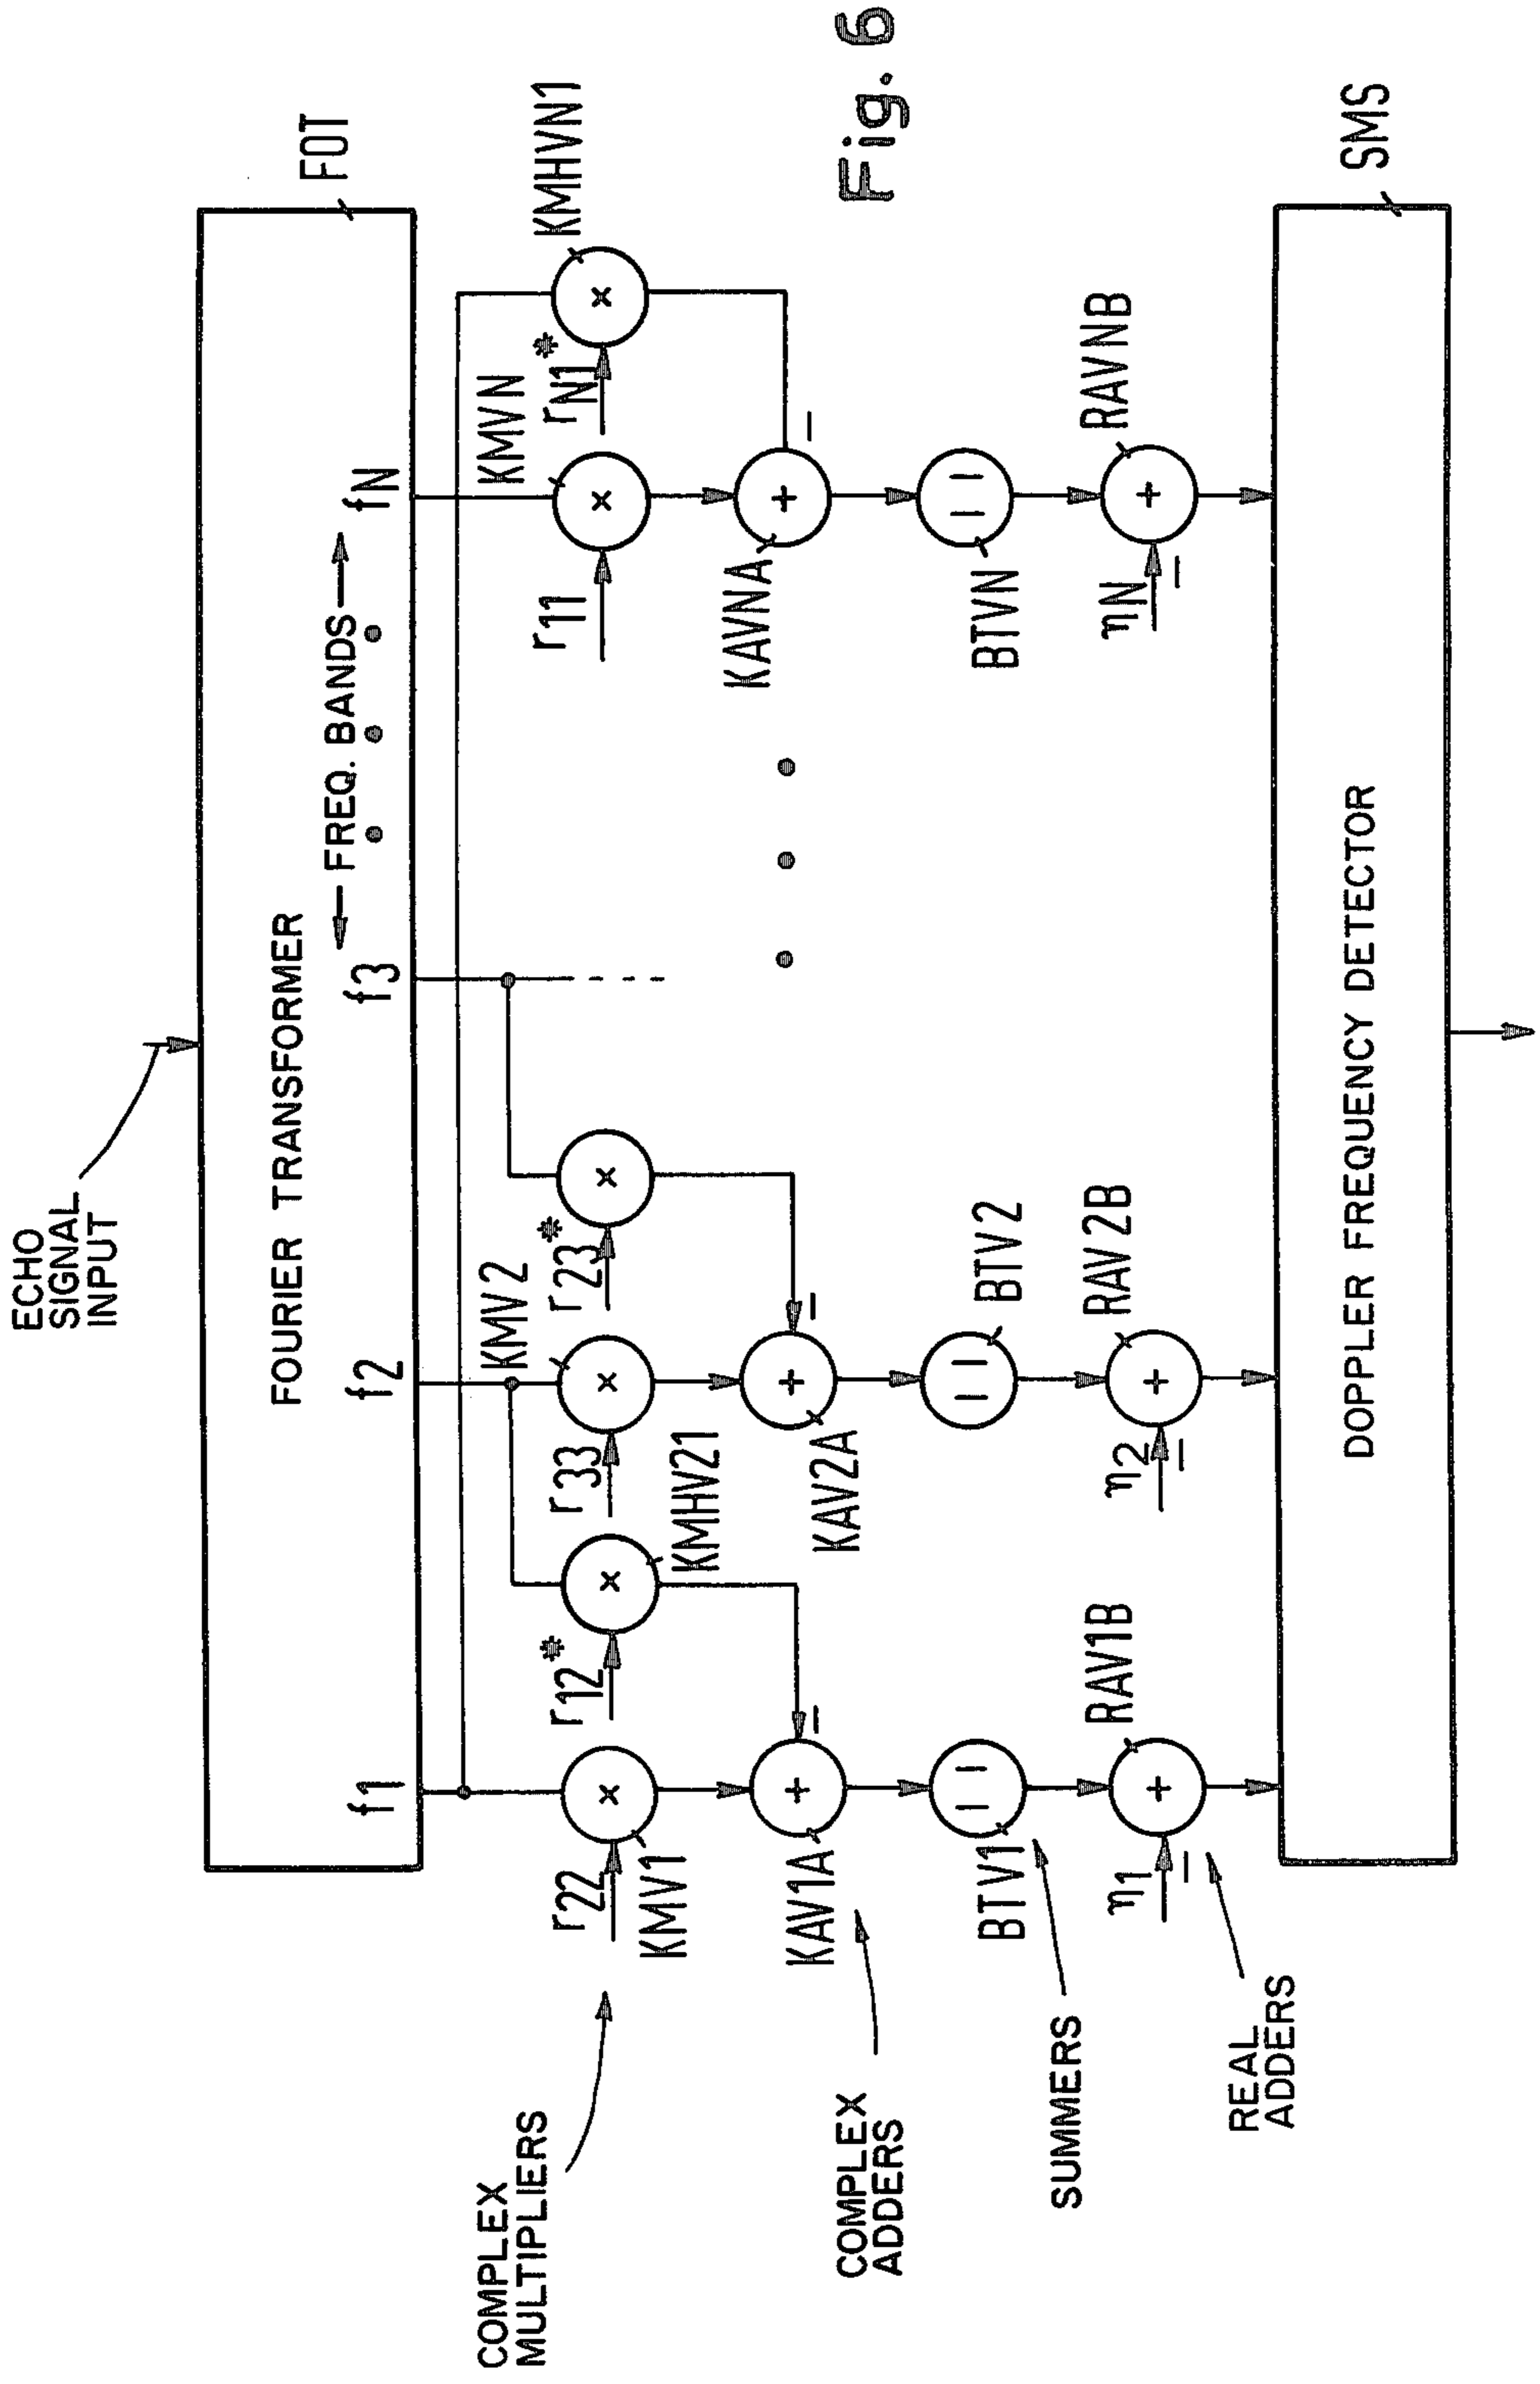 ECHO
SIGNAL
INPUT
FOURIER TRANSFORMER
FOT
f1
f2
f3
← FREQ. BANDS →
fN
r22
KMV1
r12*
KMHV21
r33
KMV2
r23*
r11
KMVN
rN1*
KMHVN1
COMPLEX
MULTIPLIERS
×
×
×
×
×
×
KAV1A
+
–
KAV2A
+
–
KAVNA
+
–
COMPLEX
ADDERS
BTV1
| |
BTV2
| |
BTVN
| |
SUMMERS
η1
–
+
RAV1B
η2
–
+
RAV2B
ηN
–
+
RAVNB
REAL
ADDERS
DOPPLER FREQUENCY DETECTOR
SMS
Fig. 6